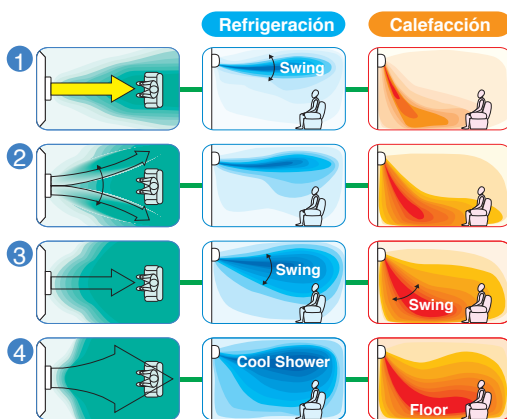 Refrigeración
Calefacción
1
Swing
2
3
Swing
Swing
4
Cool Shower
Floor